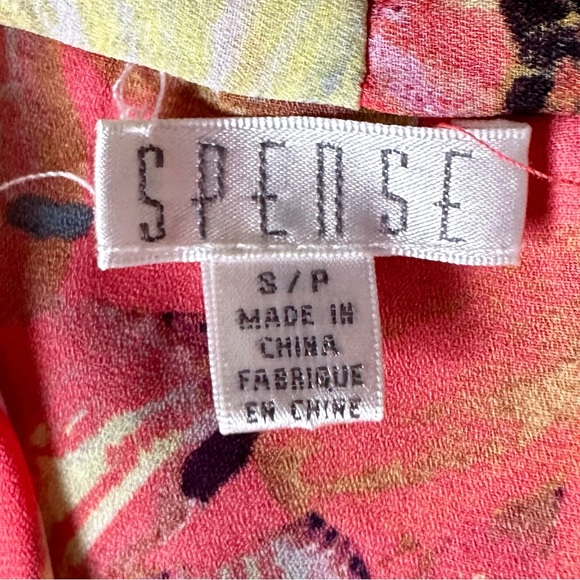 SPENSE
S/P
MADE IN
CHINA
FABRIQUE
EN CHINE